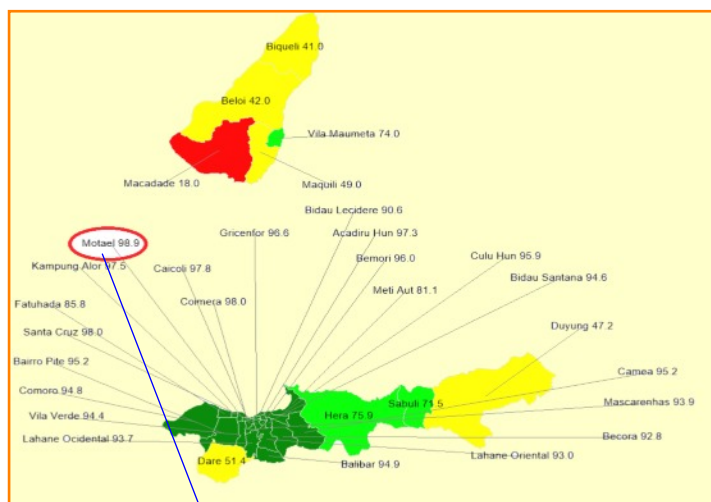 Biqueli 41.0
Beloi 42.0
Vila Maumeta 74.0
Macadade 18.0
Maquili 49.0
Bidau Lecidere 90.6
Motael 98.9
Gricenfor 96.6
Acadiru Hun 97.3
Kampung Alor 97.5
Caicoli 97.8
Bemori 96.0
Culu Hun 95.9
Bidau Santana 94.6
Fatuhada 85.8
Coimera 98.0
Meti Aut 81.1
Santa Cruz 98.0
Duyung 47.2
Bairro Pite 95.2
Camea 95.2
Comoro 94.8
Sabuli 71.5
Mascarenhas 93.9
Vila Verde 94.4
Hera 75.9
Lahane Ocidental 93.7
Becora 92.8
Dare 51.4
Balibar 94.9
Lahane Oriental 93.0